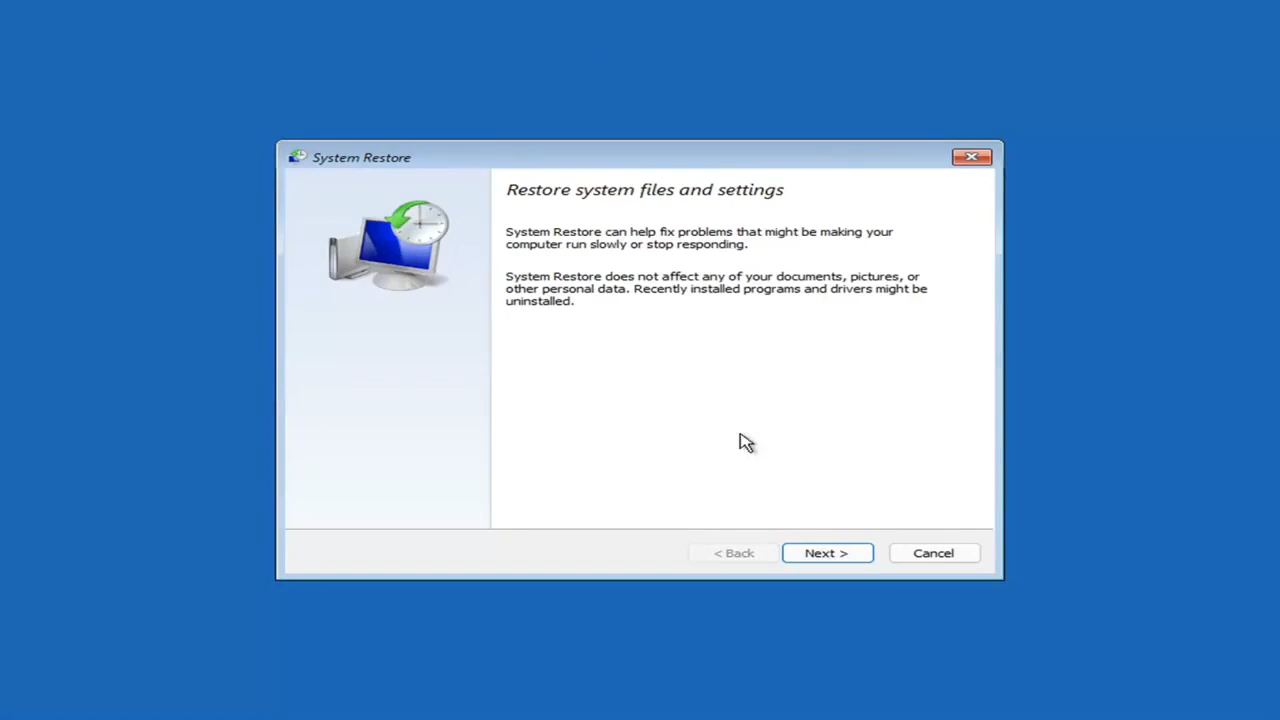 System Restore
Restore system files and settings
System Restore can help fix problems that might be making your
computer run slowly or stop responding.
System Restore does not affect any of your documents, pictures, or
other personal data. Recently installed programs and drivers might be
uninstalled.
< Back Next > Cancel